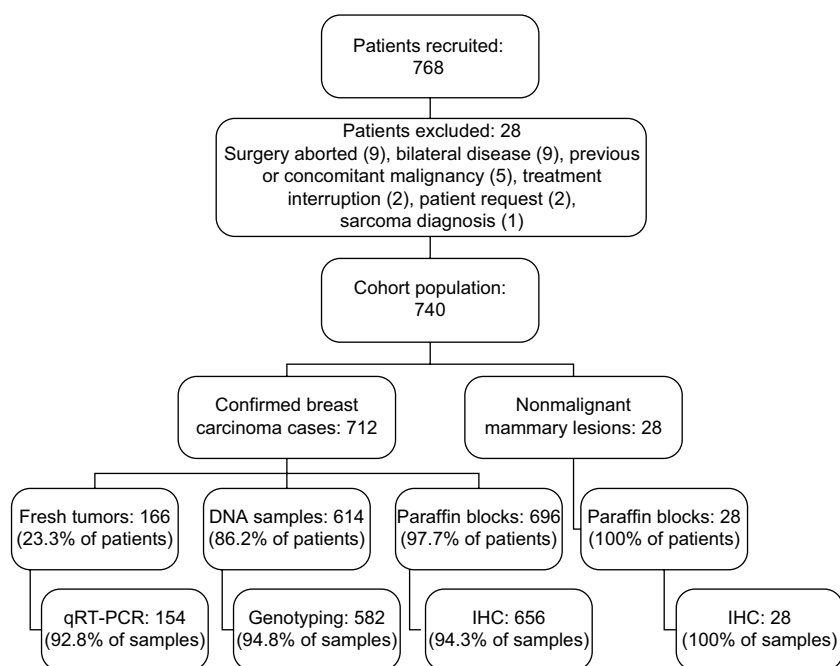 Patients recruited:
768
Patients excluded: 28
Surgery aborted (9), bilateral disease (9), previous
or concomitant malignancy (5), treatment
interruption (2), patient request (2),
sarcoma diagnosis (1)
Cohort population:
740
Confirmed breast
carcinoma cases: 712
Nonmalignant
mammary lesions: 28
Fresh tumors: 166
(23.3% of patients)
DNA samples: 614
(86.2% of patients)
Paraffin blocks: 696
(97.7% of patients)
Paraffin blocks: 28
(100% of patients)
qRT-PCR: 154
(92.8% of samples)
Genotyping: 582
(94.8% of samples)
IHC: 656
(94.3% of samples)
IHC: 28
(100% of samples)